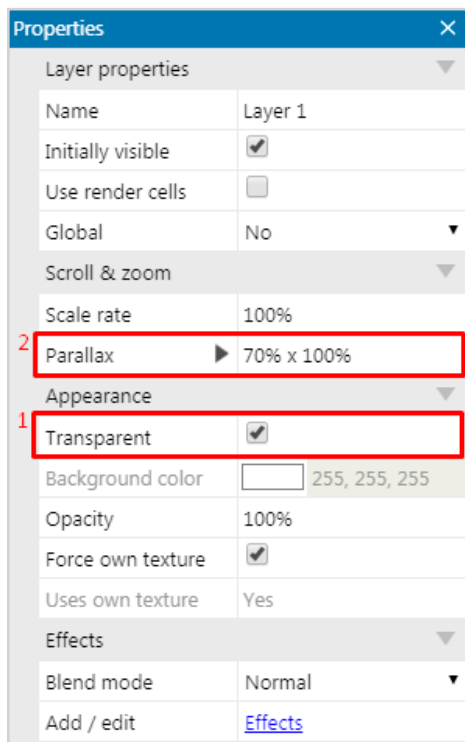 Properties
Layer properties
Name Layer 1
Initially visible
Use render cells
Global No
Scroll & zoom
Scale rate 100%
2 Parallax 70% x 100%
Appearance
1 Transparent
Background color 255, 255, 255
Opacity 100%
Force own texture
Uses own texture Yes
Effects
Blend mode Normal
Add / edit Effects